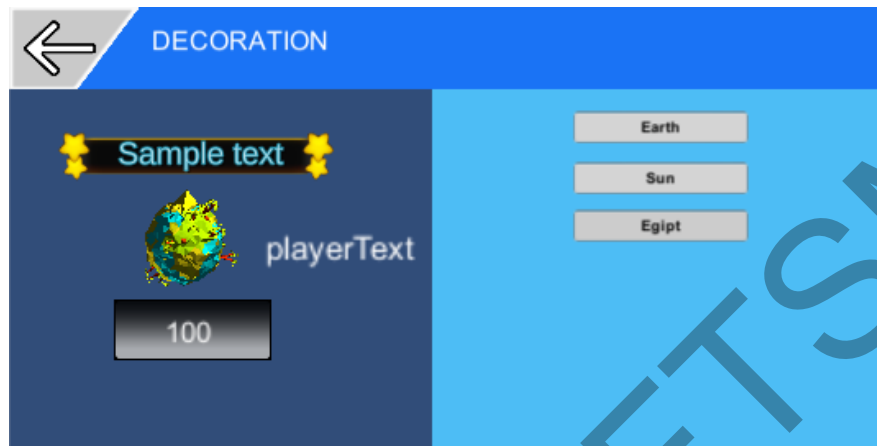 DECORATION
Sample text
playerText
100
Earth
Sun
Egipt